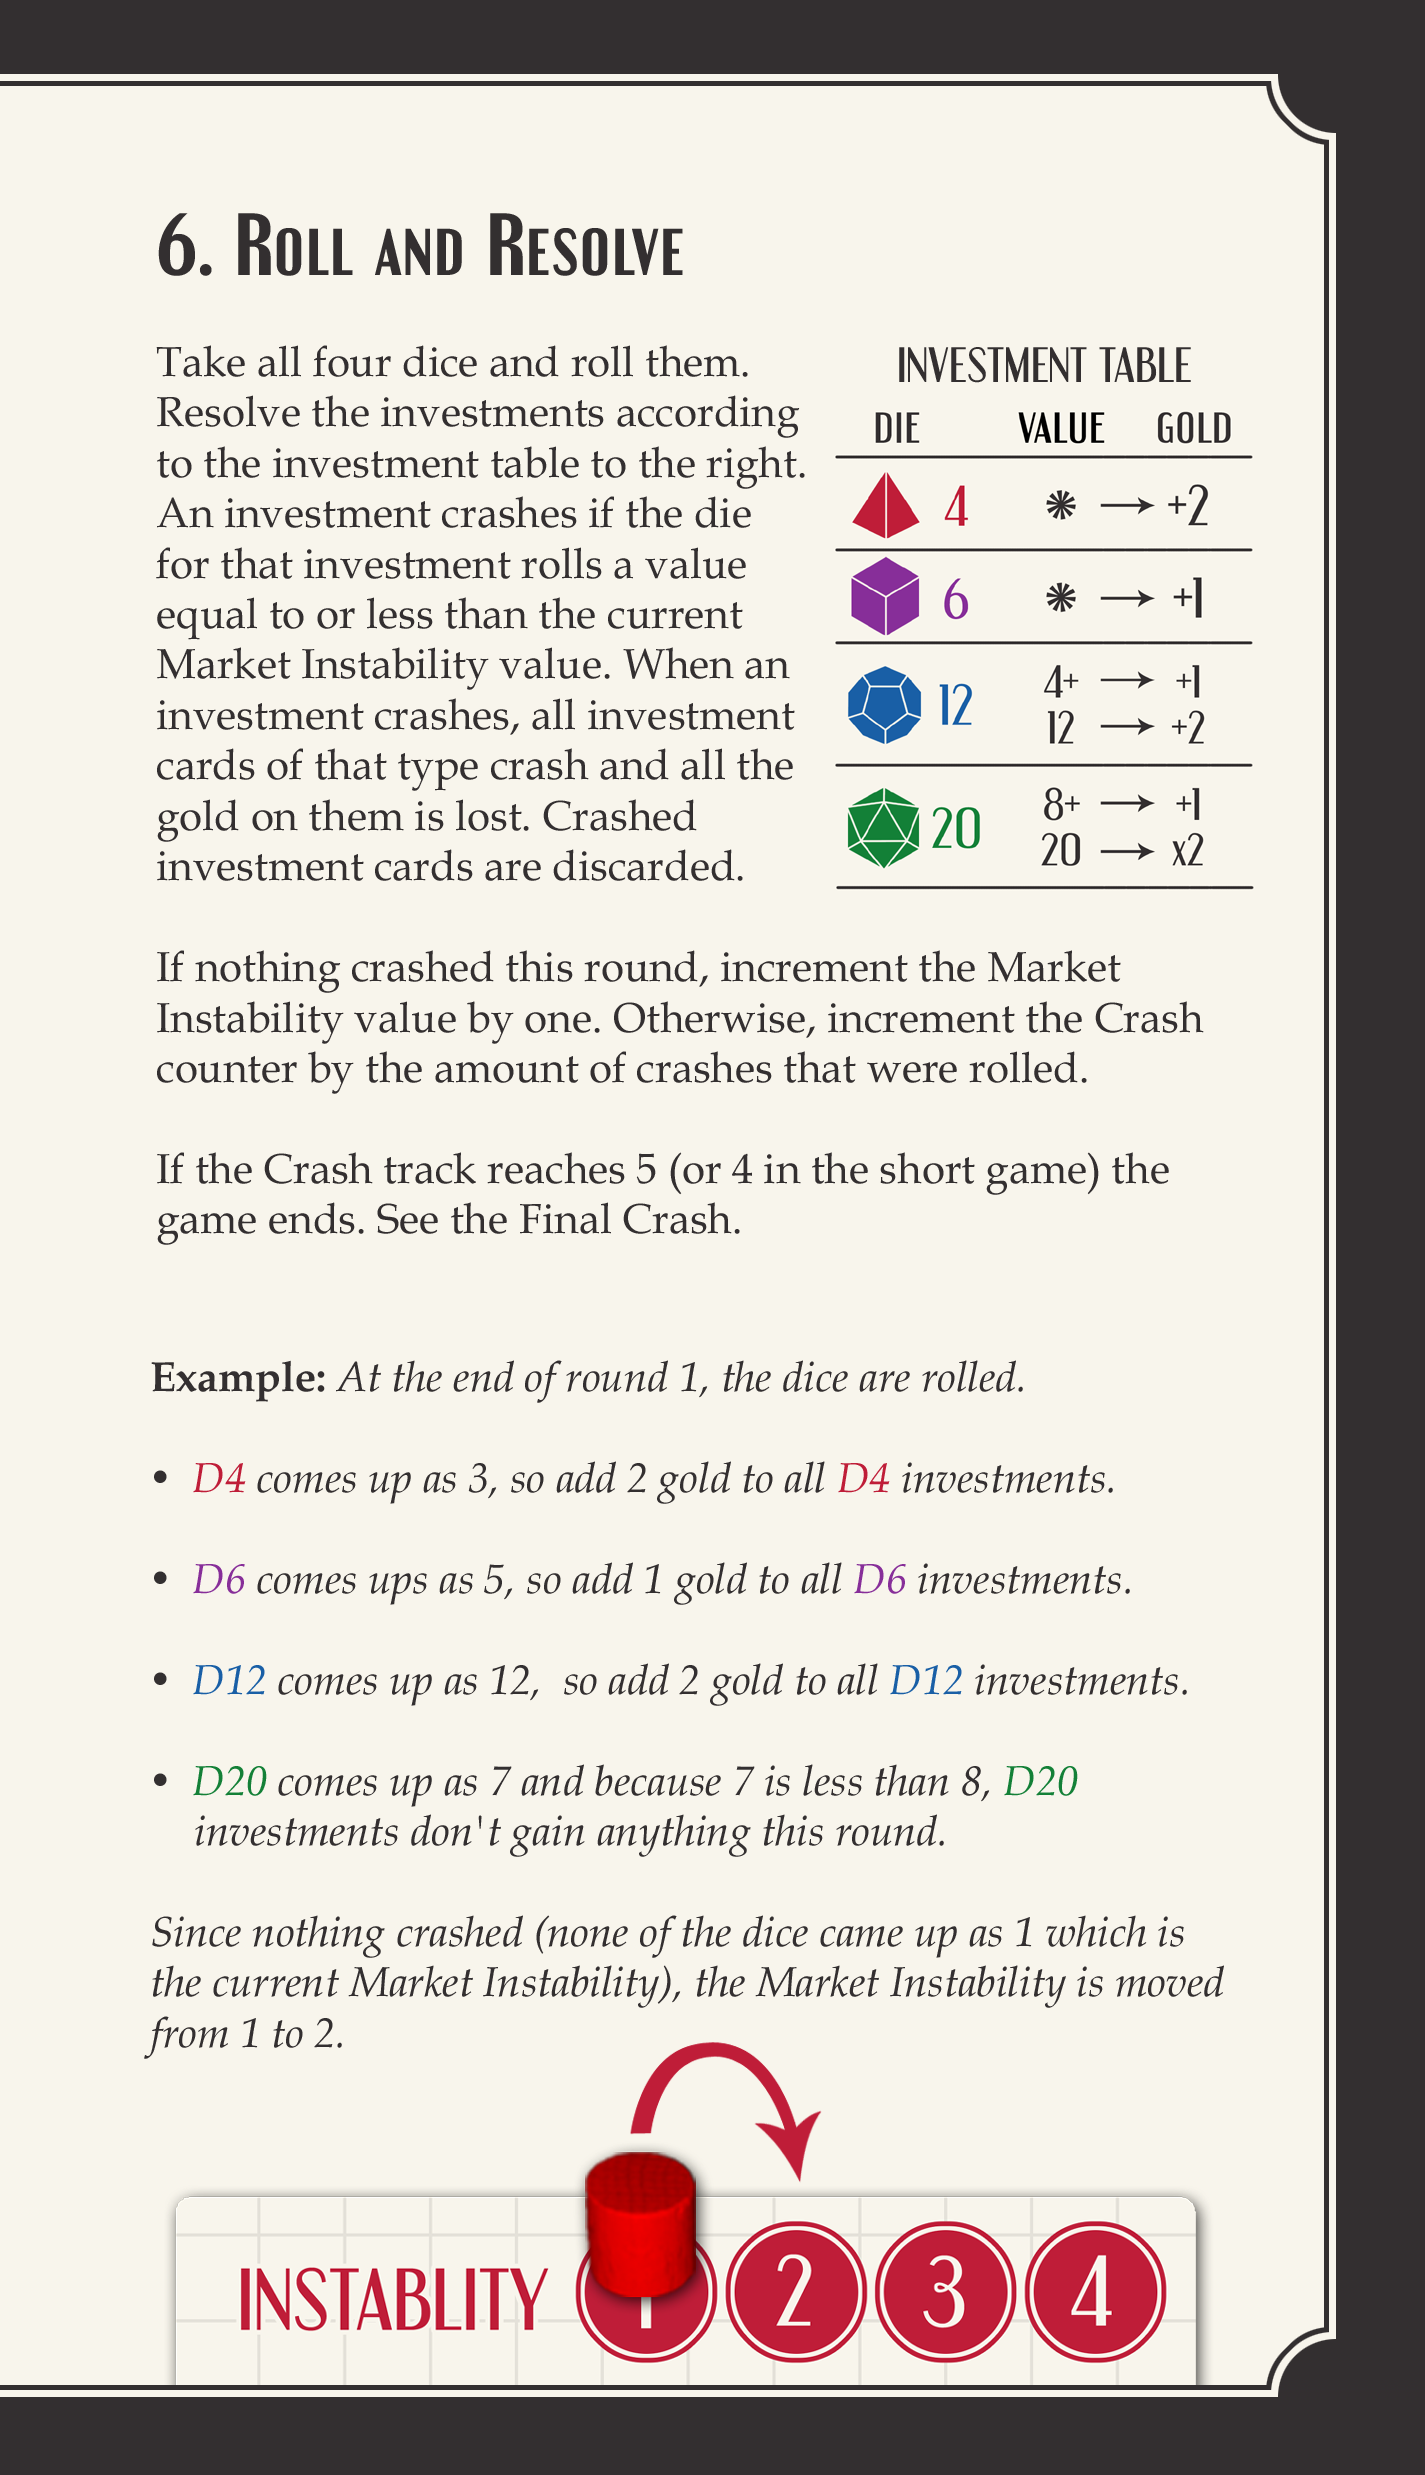 6. Roll and Resolve
Take all four dice and roll them.
Resolve the investments according
to the investment table to the right.
An investment crashes if the die
for that investment rolls a value
equal to or less than the current
Market Instability value. When an
investment crashes, all investment
cards of that type crash and all the
gold on them is lost. Crashed
investment cards are discarded.
INVESTMENT TABLE
DIE VALUE GOLD
4 * → +2
6 * → +1
12 4+ → +1
12 → +2
20 8+ → +1
20 → x2
If nothing crashed this round, increment the Market
Instability value by one. Otherwise, increment the Crash
counter by the amount of crashes that were rolled.
If the Crash track reaches 5 (or 4 in the short game) the
game ends. See the Final Crash.
Example: At the end of round 1, the dice are rolled.
• D4 comes up as 3, so add 2 gold to all D4 investments.
• D6 comes ups as 5, so add 1 gold to all D6 investments.
• D12 comes up as 12,  so add 2 gold to all D12 investments.
• D20 comes up as 7 and because 7 is less than 8, D20
investments don't gain anything this round.
Since nothing crashed (none of the dice came up as 1 which is
the current Market Instability), the Market Instability is moved
from 1 to 2.
INSTABLITY 1 2 3 4